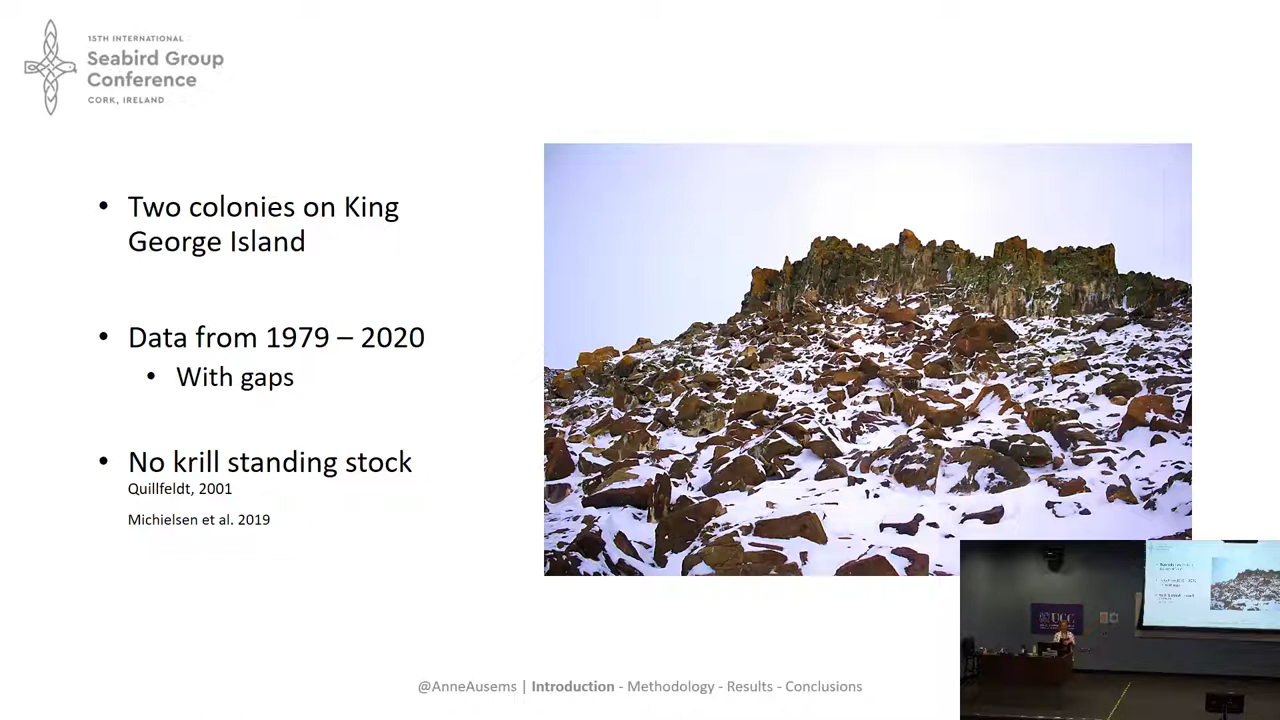 15TH INTERNATIONAL
Seabird Group
Conference
CORK, IRELAND
• Two colonies on King
George Island
• Data from 1979 – 2020
• With gaps
• No krill standing stock
Quillfeldt, 2001
Michielsen et al. 2019
UCC
@AnneAusems | Introduction - Methodology - Results - Conclusions